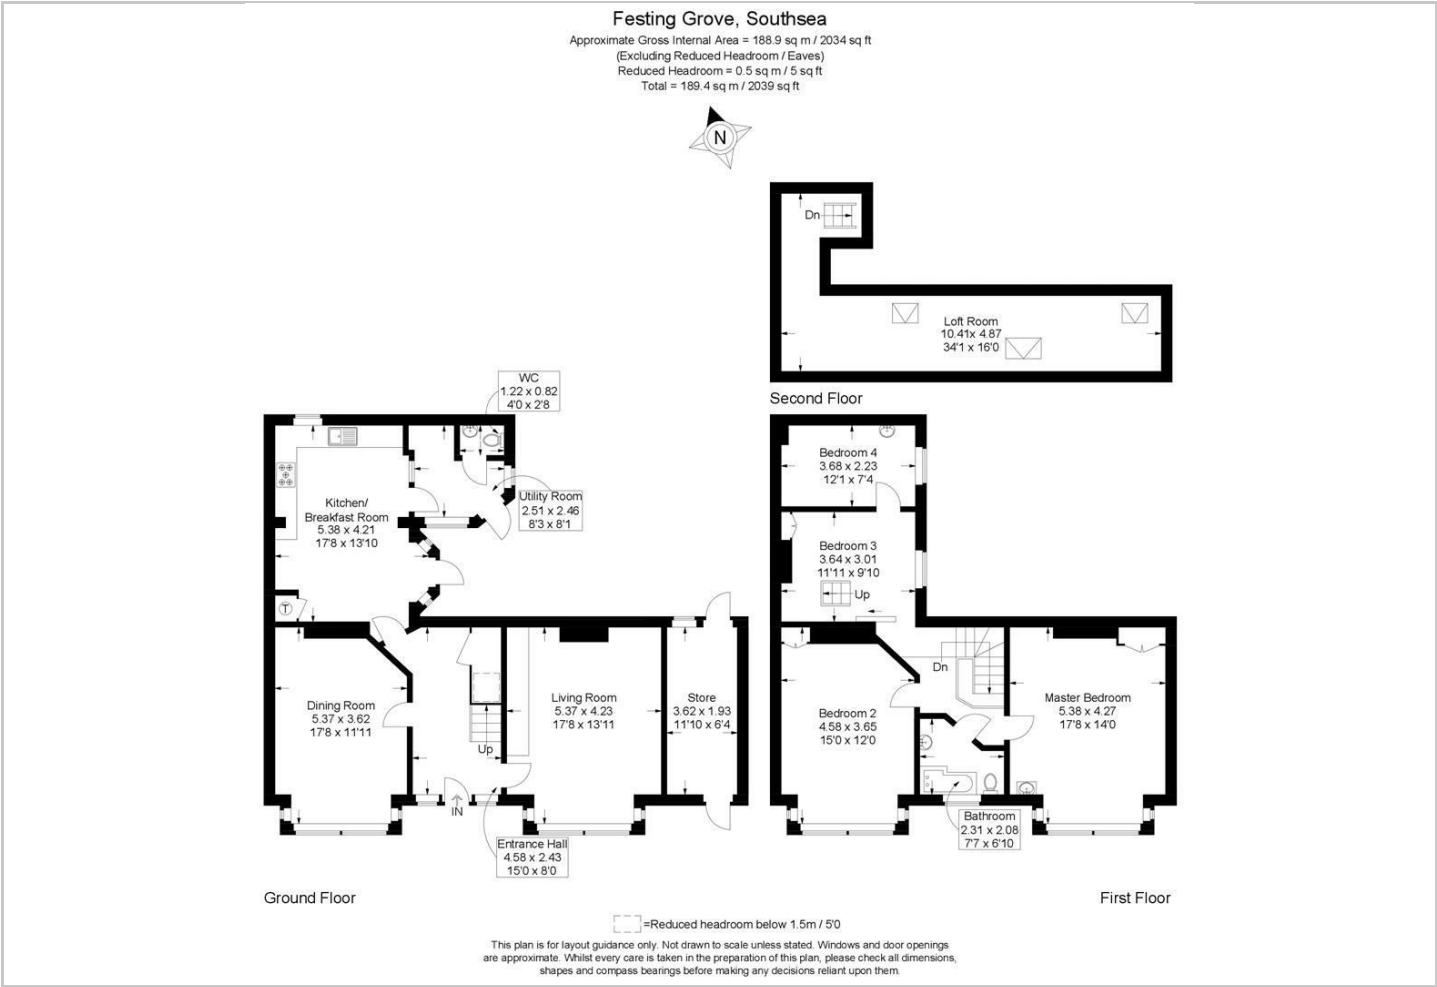 Festing Grove, Southsea
Approximate Gross Internal Area = 188.9 sq m / 2034 sq ft
(Excluding Reduced Headroom / Eaves)
Reduced Headroom = 0.5 sq m / 5 sq ft
Total = 189.4 sq m / 2039 sq ft
N
Dn
Loft Room
10.41x 4.87
34'1 x 16'0
Second Floor
WC
1.22 x 0.82
4'0 x 2'8
Utility Room
2.51 x 2.46
8'3 x 8'1
Kitchen/
Breakfast Room
5.38 x 4.21
17'8 x 13'10
T
Dining Room
5.37 x 3.62
17'8 x 11'11
Up
IN
Living Room
5.37 x 4.23
17'8 x 13'11
Store
3.62 x 1.93
11'10 x 6'4
Entrance Hall
4.58 x 2.43
15'0 x 8'0
Ground Floor
Bedroom 4
3.68 x 2.23
12'1 x 7'4
Bedroom 3
3.64 x 3.01
11'11 x 9'10
Up
Dn
Bedroom 2
4.58 x 3.65
15'0 x 12'0
Master Bedroom
5.38 x 4.27
17'8 x 14'0
Bathroom
2.31 x 2.08
7'7 x 6'10
First Floor
=Reduced headroom below 1.5m / 5'0
This plan is for layout guidance only. Not drawn to scale unless stated. Windows and door openings
are approximate. Whilst every care is taken in the preparation of this plan, please check all dimensions,
shapes and compass bearings before making any decisions reliant upon them.